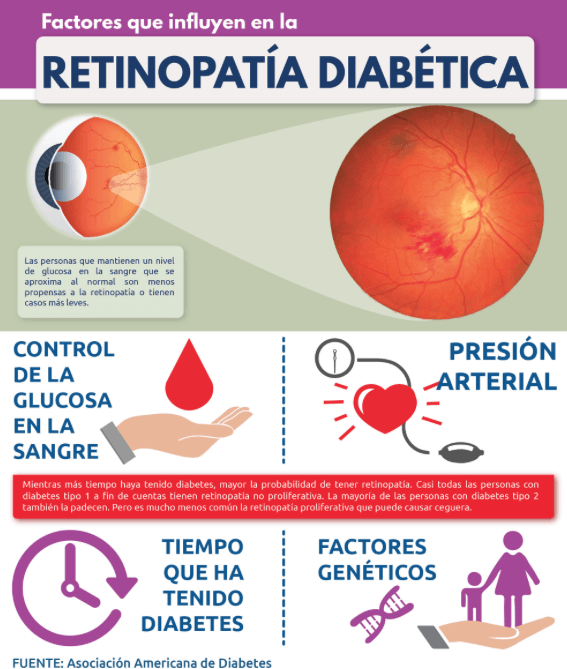 Factores que influyen en la
RETINOPATÍA DIABÉTICA
Las personas que mantienen un nivel
de glucosa en la sangre que se
aproxima al normal son menos
propensas a la retinopatía o tienen
casos más leves.
CONTROL
DE LA
GLUCOSA
EN LA
SANGRE
PRESIÓN
ARTERIAL
Mientras más tiempo haya tenido diabetes, mayor la probabilidad de tener retinopatía. Casi todas las personas con
diabetes tipo 1 a fin de cuentas tienen retinopatía no proliferativa. La mayoría de las personas con diabetes tipo 2
también la padecen. Pero es mucho menos común la retinopatía proliferativa que puede causar ceguera.
TIEMPO
QUE HA
TENIDO
DIABETES
FACTORES
GENÉTICOS
FUENTE: Asociación Americana de Diabetes